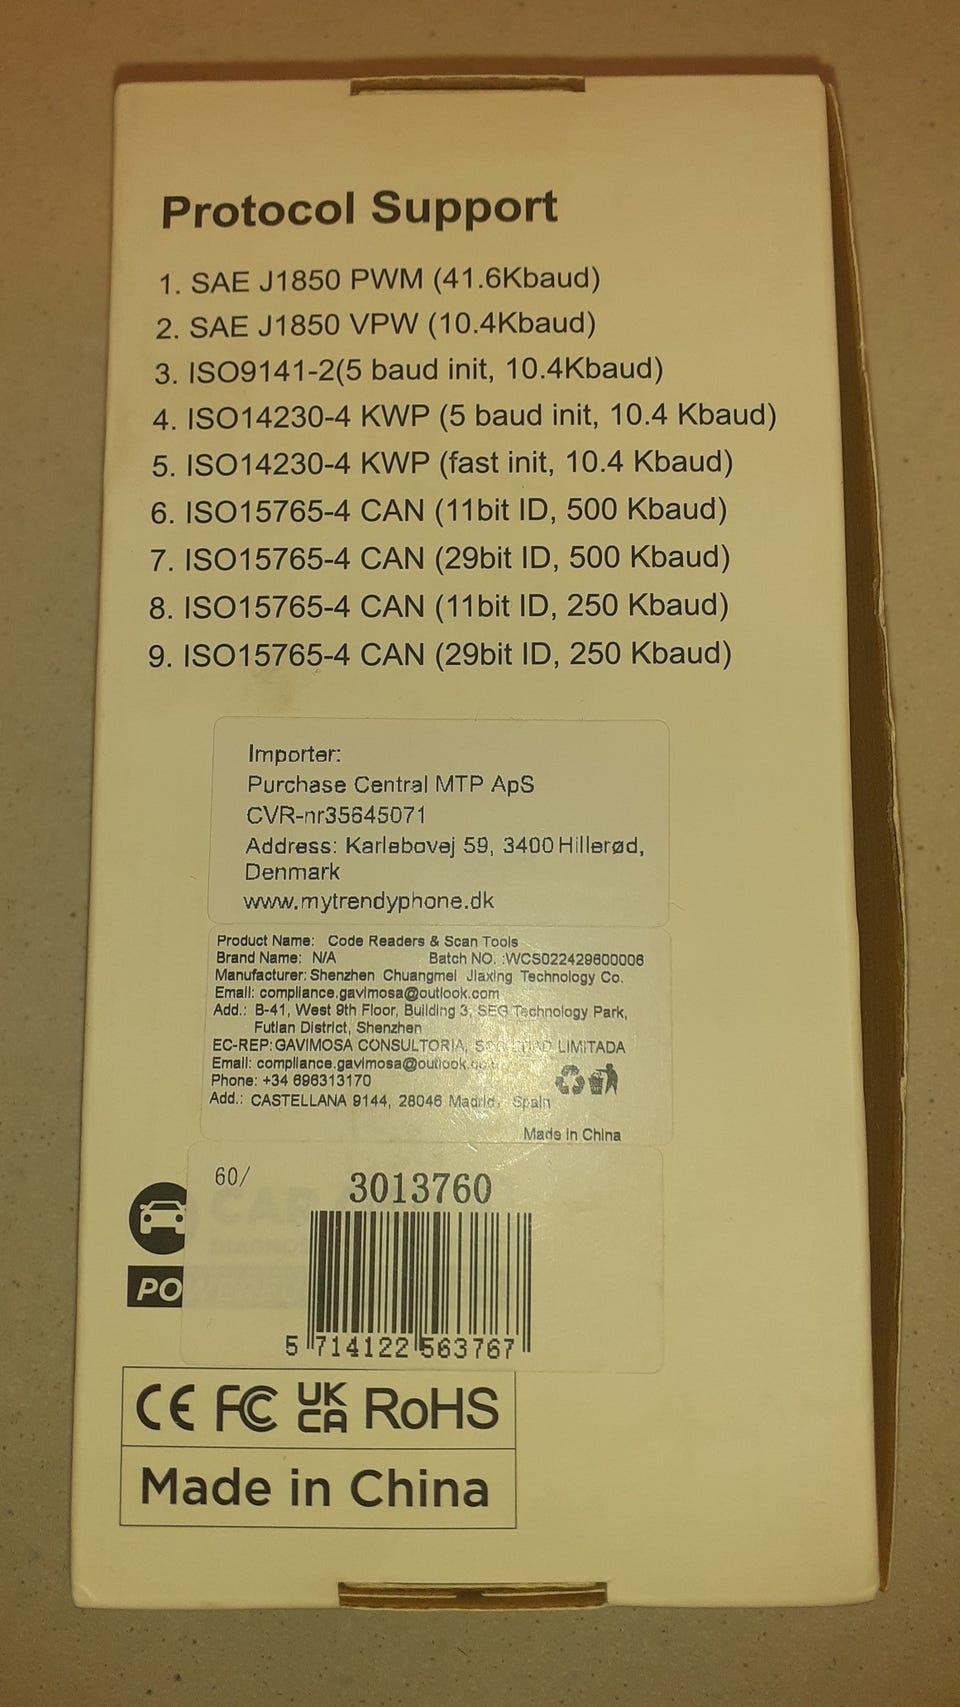 Protocol Support
1. SAE J1850 PWM (41.6Kbaud)
2. SAE J1850 VPW (10.4Kbaud)
3. ISO9141-2(5 baud init, 10.4Kbaud)
4. ISO14230-4 KWP (5 baud init, 10.4 Kbaud)
5. ISO14230-4 KWP (fast init, 10.4 Kbaud)
6. ISO15765-4 CAN (11bit ID, 500 Kbaud)
7. ISO15765-4 CAN (29bit ID, 500 Kbaud)
8. ISO15765-4 CAN (11bit ID, 250 Kbaud)
9. ISO15765-4 CAN (29bit ID, 250 Kbaud)
Importer:
Purchase Central MTP ApS
CVR-nr35645071
Address: Karlebovej 59, 3400 Hillerød,
Denmark
www.mytrendyphone.dk
Product Name: Code Readers & Scan Tools
Brand Name: N/A Batch NO. :WCS022429600006
Manufacturer: Shenzhen Chuangmei Jiaxing Technology Co.
Email: compliance.gavimosa@outlook.com
Add.: B-41, West 9th Floor, Building 3, SEG Technology Park,
Futian District, Shenzhen
EC-REP: GAVIMOSA CONSULTORIA, LIMITADA
Email: compliance.gavimosa@outlook.
Phone: +34 696313170
Add.: CASTELLANA 9144, 28046 Madrid, Spain
Made in China
60/
3013760
CAR
PO
5 714122 563767
CE FC UK CA RoHS
Made in China